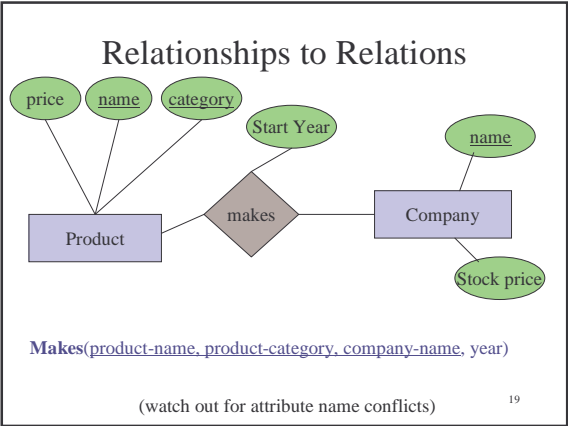 Relationships to Relations
price name category
Start Year
name
makes
Company
Product
Stock price
Makes(product-name, product-category, company-name, year)
(watch out for attribute name conflicts)
19